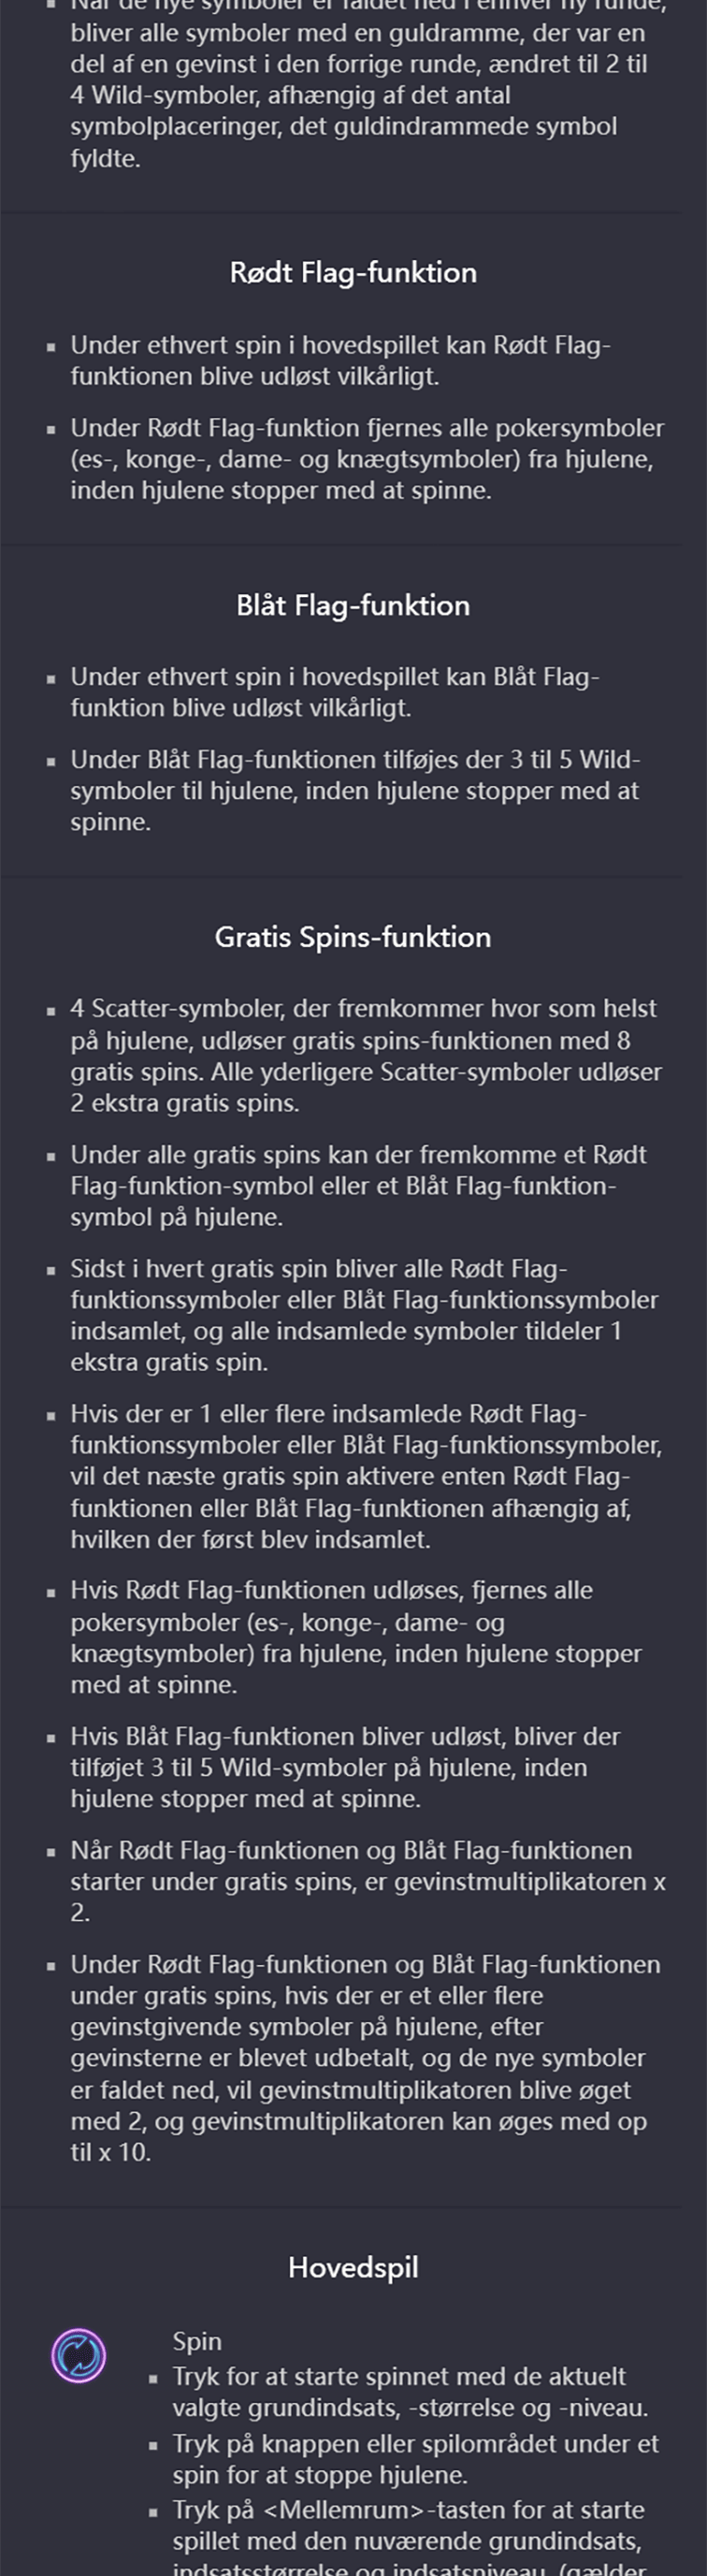 Når de nye symboler er faldet ned i enhver ny runde,
bliver alle symboler med en guldramme, der var en
del af en gevinst i den forrige runde, ændret til 2 til
4 Wild-symboler, afhængig af det antal
symbolplaceringer, det guldindrammede symbol
fyldte.
Rødt Flag-funktion
▪ Under ethvert spin i hovedspillet kan Rødt Flag-
funktionen blive udløst vilkårligt.
▪ Under Rødt Flag-funktion fjernes alle pokersymboler
(es-, konge-, dame- og knægtsymboler) fra hjulene,
inden hjulene stopper med at spinne.
Blåt Flag-funktion
▪ Under ethvert spin i hovedspillet kan Blåt Flag-
funktion blive udløst vilkårligt.
▪ Under Blåt Flag-funktionen tilføjes der 3 til 5 Wild-
symboler til hjulene, inden hjulene stopper med at
spinne.
Gratis Spins-funktion
▪ 4 Scatter-symboler, der fremkommer hvor som helst
på hjulene, udløser gratis spins-funktionen med 8
gratis spins. Alle yderligere Scatter-symboler udløser
2 ekstra gratis spins.
▪ Under alle gratis spins kan der fremkomme et Rødt
Flag-funktion-symbol eller et Blåt Flag-funktion-
symbol på hjulene.
▪ Sidst i hvert gratis spin bliver alle Rødt Flag-
funktionssymboler eller Blåt Flag-funktionssymboler
indsamlet, og alle indsamlede symboler tildeler 1
ekstra gratis spin.
▪ Hvis der er 1 eller flere indsamlede Rødt Flag-
funktionssymboler eller Blåt Flag-funktionssymboler,
vil det næste gratis spin aktivere enten Rødt Flag-
funktionen eller Blåt Flag-funktionen afhængig af,
hvilken der først blev indsamlet.
▪ Hvis Rødt Flag-funktionen udløses, fjernes alle
pokersymboler (es-, konge-, dame- og
knægtsymboler) fra hjulene, inden hjulene stopper
med at spinne.
▪ Hvis Blåt Flag-funktionen bliver udløst, bliver der
tilføjet 3 til 5 Wild-symboler på hjulene, inden
hjulene stopper med at spinne.
▪ Når Rødt Flag-funktionen og Blåt Flag-funktionen
starter under gratis spins, er gevinstmultiplikatoren x
2.
▪ Under Rødt Flag-funktionen og Blåt Flag-funktionen
under gratis spins, hvis der er et eller flere
gevinstgivende symboler på hjulene, efter
gevinsterne er blevet udbetalt, og de nye symboler
er faldet ned, vil gevinstmultiplikatoren blive øget
med 2, og gevinstmultiplikatoren kan øges med op
til x 10.
Hovedspil
Spin
▪ Tryk for at starte spinnet med de aktuelt
valgte grundindsats, -størrelse og -niveau.
▪ Tryk på knappen eller spilområdet under et
spin for at stoppe hjulene.
▪ Tryk på <Mellemrum>-tasten for at starte
spillet med den nuværende grundindsats,
indsatsstørrelse og indsatsniveau. (gælder